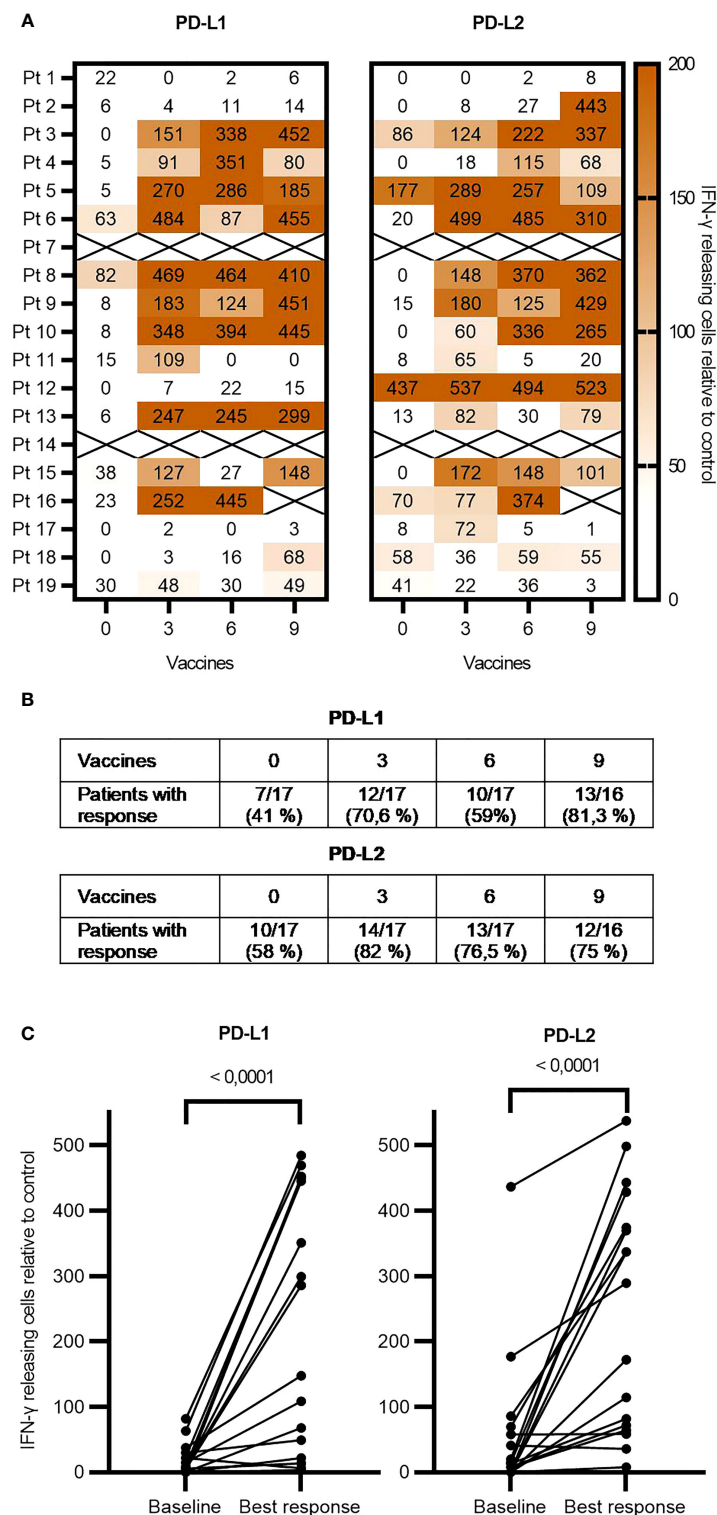 A
PD-L1 PD-L2
Pt 1 22 0 2 6 0 0 2 8
Pt 2 6 4 11 14 0 8 27 443
Pt 3 0 151 338 452 86 124 222 337
Pt 4 5 91 351 80 0 18 115 68
Pt 5 5 270 286 185 177 289 257 109
Pt 6 63 484 87 455 20 499 485 310
Pt 7
Pt 8 82 469 464 410 0 148 370 362
Pt 9 8 183 124 451 15 180 125 429
Pt 10 8 348 394 445 0 60 336 265
Pt 11 15 109 0 0 8 65 5 20
Pt 12 0 7 22 15 437 537 494 523
Pt 13 6 247 245 299 13 82 30 79
Pt 14
Pt 15 38 127 27 148 0 172 148 101
Pt 16 23 252 445 70 77 374
Pt 17 0 2 0 3 8 72 5 1
Pt 18 0 3 16 68 58 36 59 55
Pt 19 30 48 30 49 41 22 36 3
0 3 6 9 0 3 6 9
Vaccines Vaccines
200
150
100
50
0
IFN-γ releasing cells relative to control
B
PD-L1
Vaccines 0 3 6 9
Patients with 7/17 12/17 10/17 13/16
response (41 %) (70,6 %) (59%) (81,3 %)
PD-L2
Vaccines 0 3 6 9
Patients with 10/17 14/17 13/17 12/16
response (58 %) (82 %) (76,5 %) (75 %)
C
PD-L1 PD-L2
< 0,0001 < 0,0001
IFN-γ releasing cells relative to control
500 500
400 400
300 300
200 200
100 100
0 0
Baseline Best response Baseline Best response